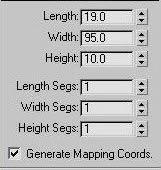 Length: 19.0
Width: 95.0
Height: 10.0
Length Segs: 1
Width Segs: 1
Height Segs: 1
Generate Mapping Coords.